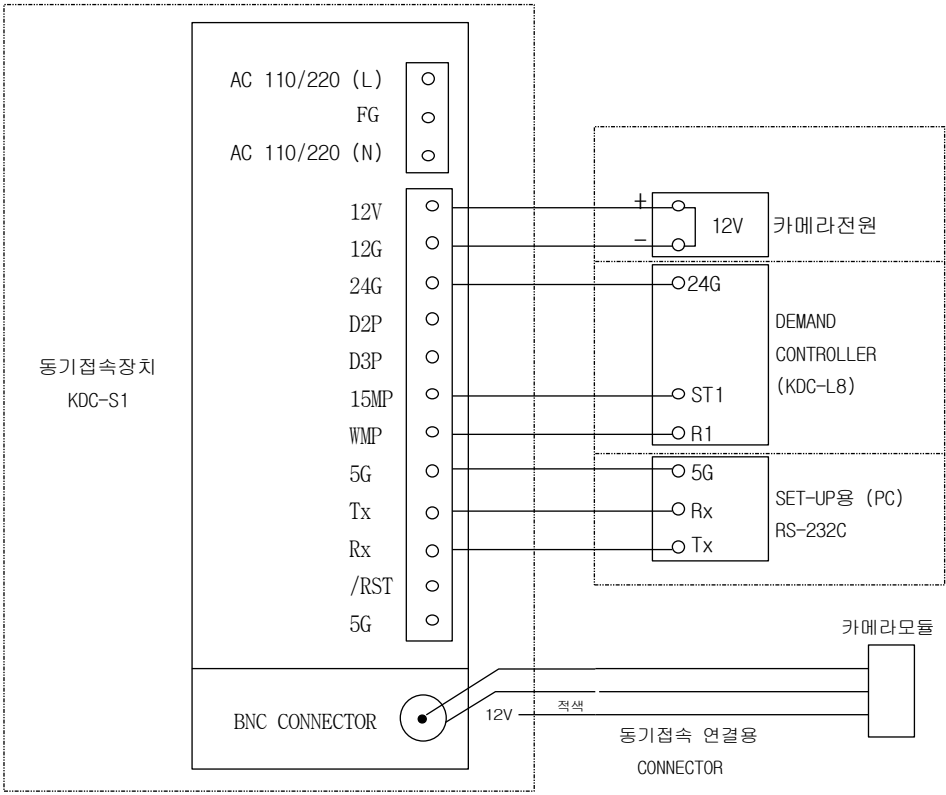 AC 110/220 (L)
FG
AC 110/220 (N)
12V
12G
24G
D2P
D3P
15MP
WMP
5G
Tx
Rx
/RST
5G
동기접속장치
KDC-S1
BNC CONNECTOR
+
-
12V
카메라전원
24G
ST1
R1
DEMAND
CONTROLLER
(KDC-L8)
5G
Rx
Tx
SET-UP용 (PC)
RS-232C
카메라모듈
12V
적색
동기접속 연결용
CONNECTOR